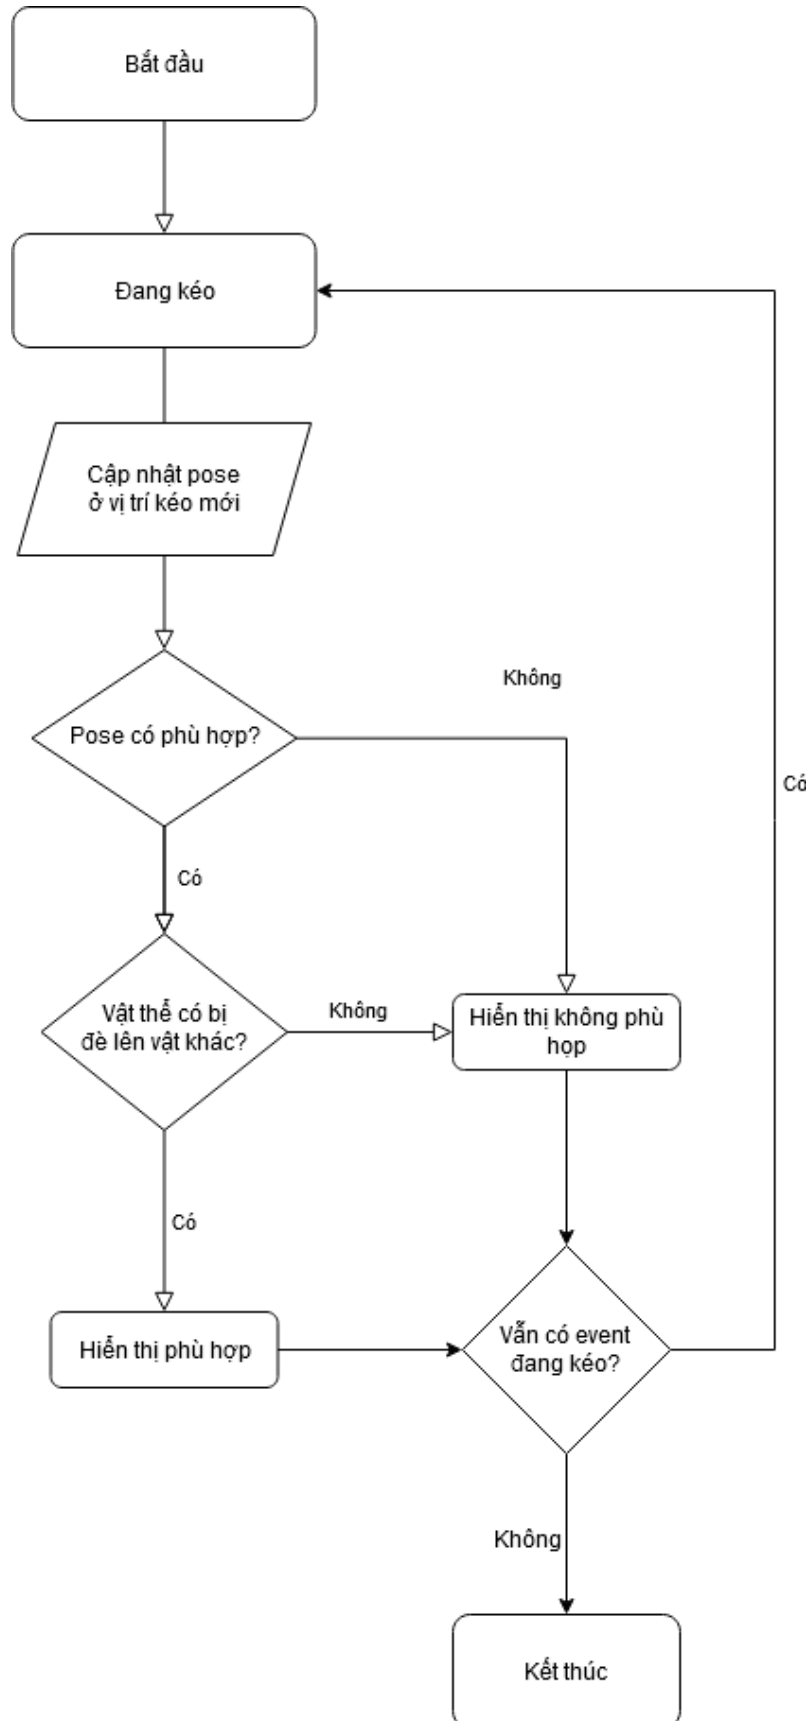 Bắt đầu
Đang kéo
Cập nhật pose
ở vị trí kéo mới
Không
Pose có phù hợp?
Có
Có
Vật thể có bị
đè lên vật khác?
Không
Hiển thị không phù
họp
Có
Hiển thị phù hợp
Vẫn có event
đang kéo?
Không
Kết thúc